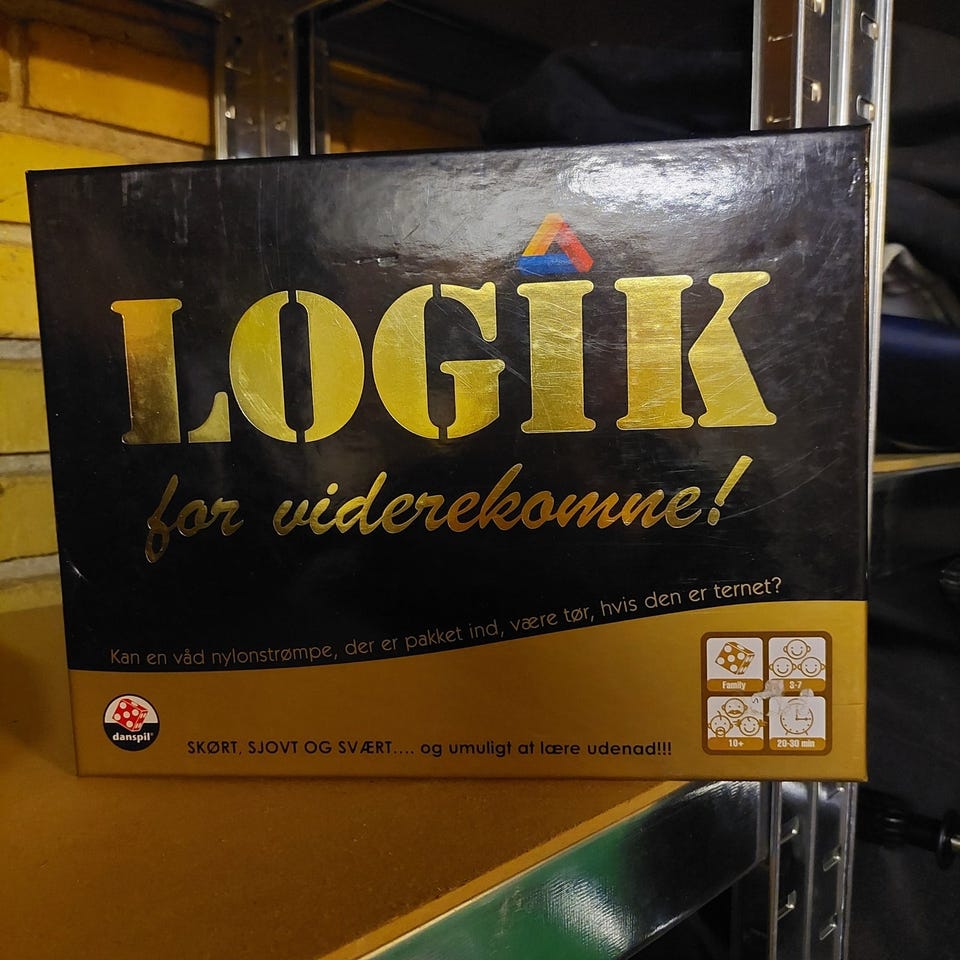 LOGIK
for viderekomne!
Kan en våd nylonstrømpe, der er pakket ind, være tør, hvis den er ternet?
Family
3-7
10+
20-30 min
danspil®
SKØRT, SJOVT OG SVÆRT.... og umuligt at lære udenad!!!